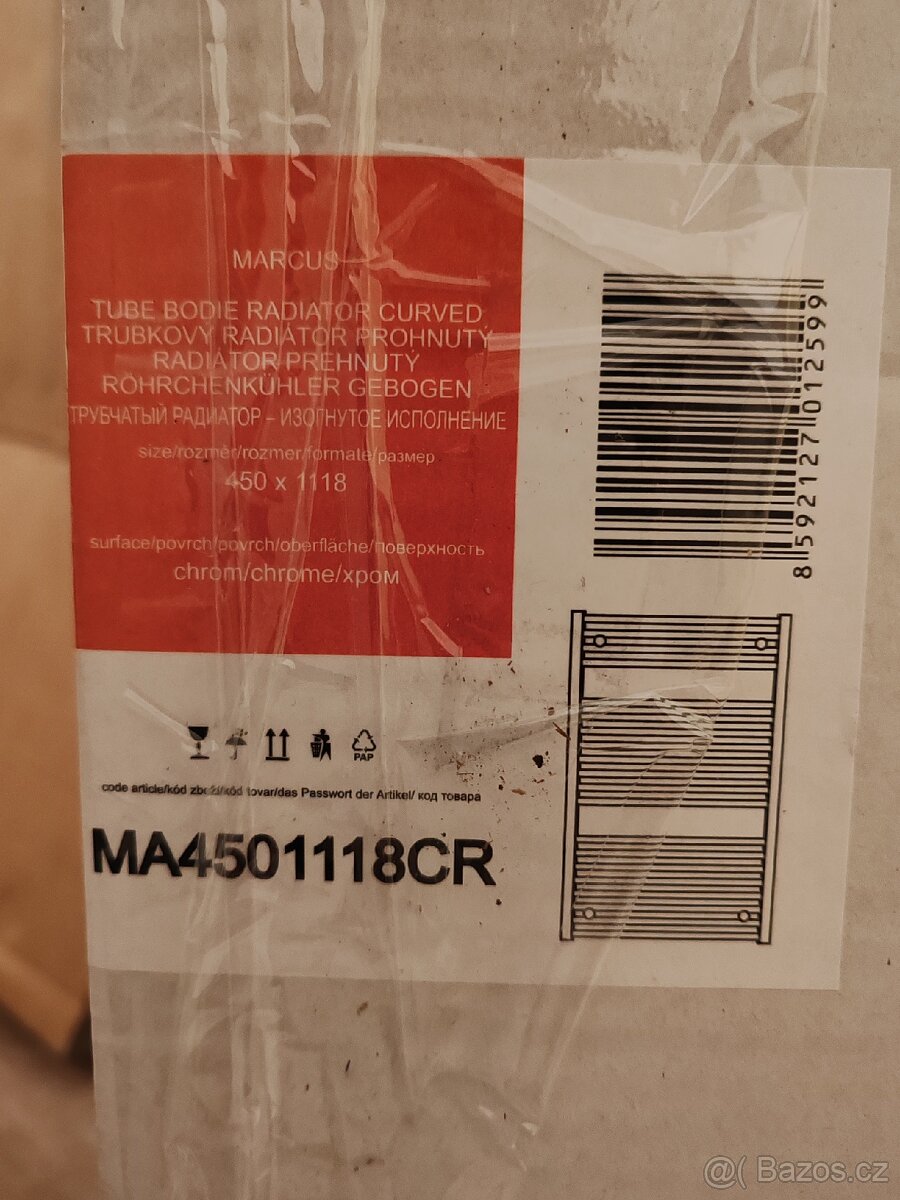 MARCUS
TUBE BODIE RADIATOR CURVED
TRUBKOVÝ RADIÁTOR PROHNUTÝ
RADIÁTOR PREHNUTÝ
RÖHRCHENKÜHLER GEBOGEN
ТРУБЧАТЫЙ РАДИАТОР – ИЗОГНУТОЕ ИСПОЛНЕНИЕ
size/rozměr/rozmer/formate/размер
450 x 1118
surface/povrch/povrch/oberfläche/поверхность
chrom/chrome/хром
8 592127 012599
PAP
code article/kód zboží/kód tovar/das Passwort der Artikel/ код товара
MA4501118CR
@( Bazos.cz